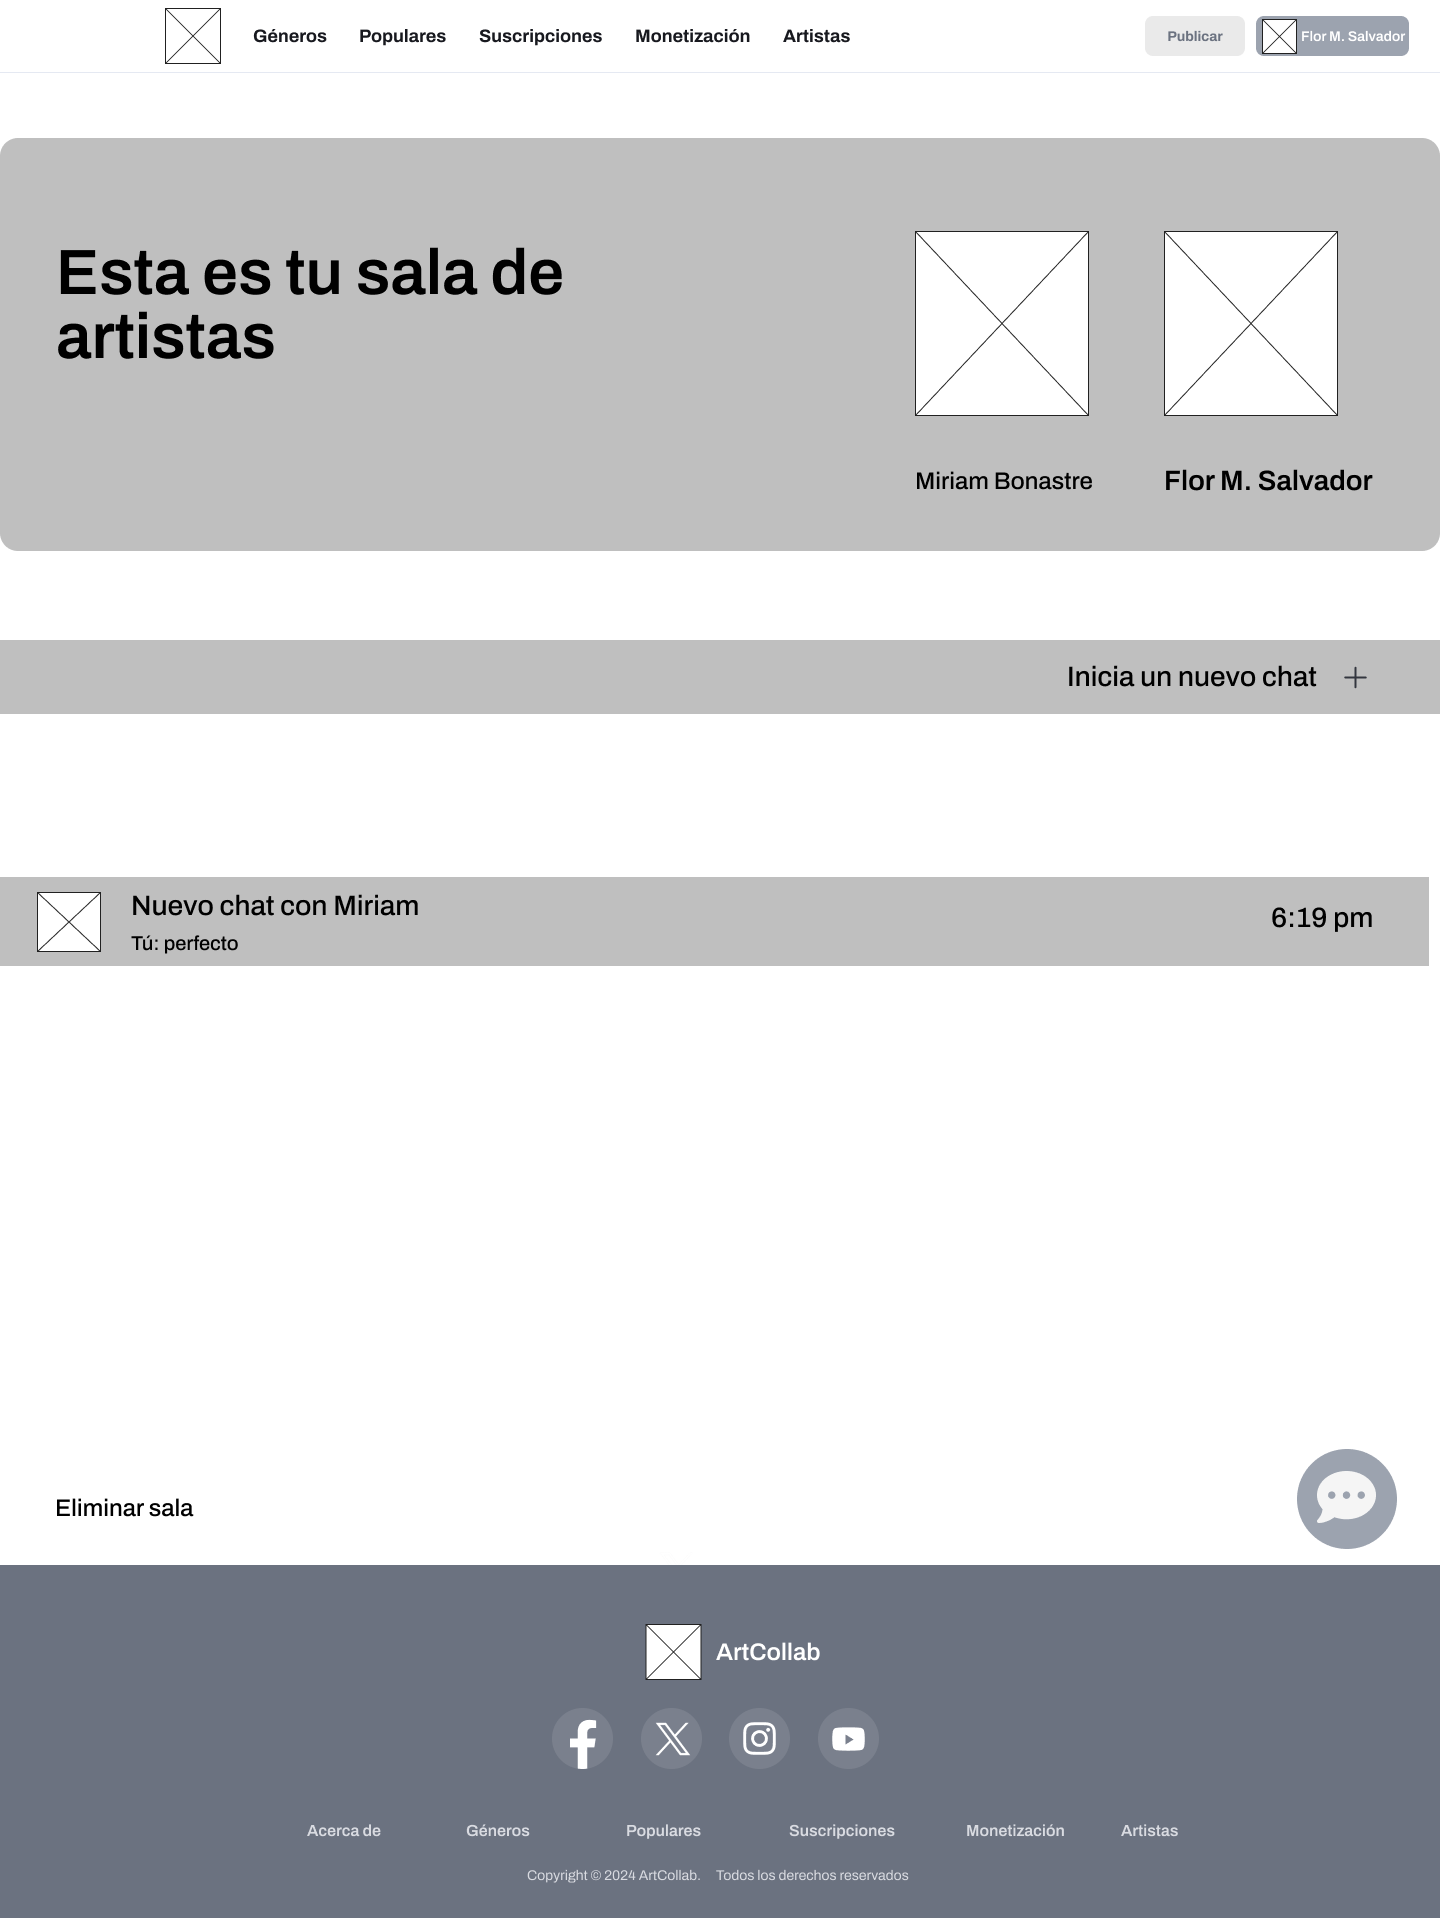 Géneros Populares Suscripciones Monetización Artistas Publicar Flor M. Salvador
Esta es tu sala de
artistas
Miriam Bonastre Flor M. Salvador
Inicia un nuevo chat
Nuevo chat con Miriam
Tú: perfecto
6:19 pm
Eliminar sala
ArtCollab
Acerca de Géneros Populares Suscripciones Monetización Artistas
Copyright © 2024 ArtCollab. Todos los derechos reservados